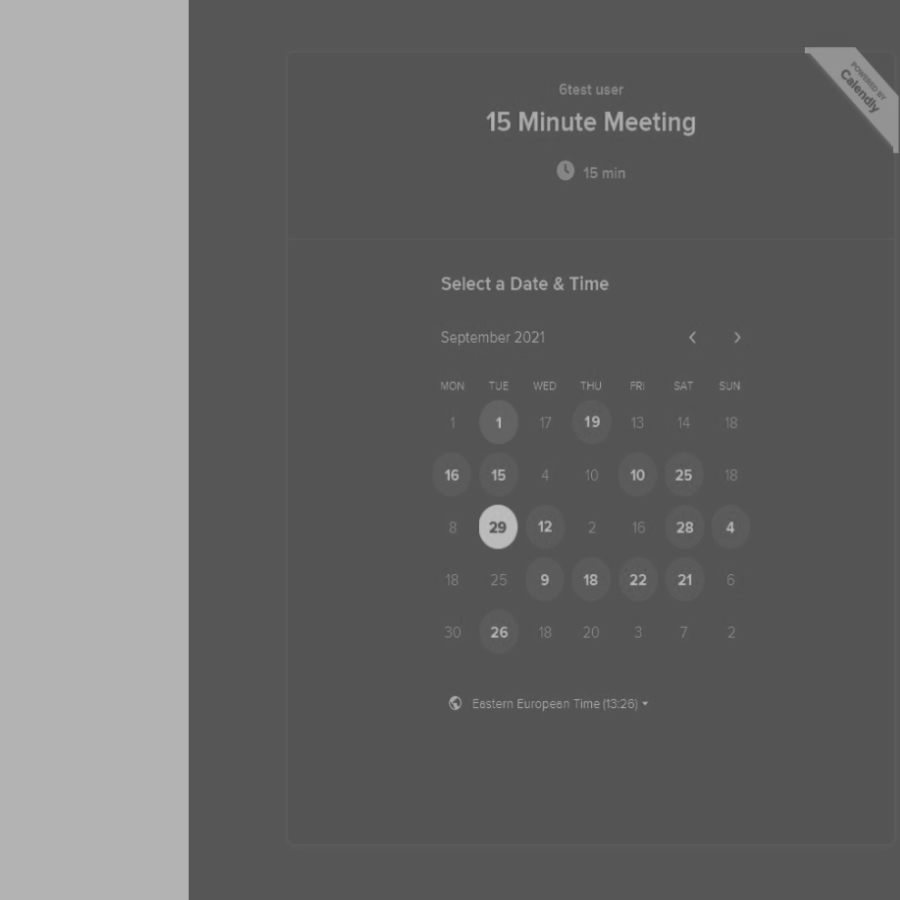 POWERED BY
Calendly
6test user
15 Minute Meeting
15 min
Select a Date & Time
September 2021
MON TUE WED THU FRI SAT SUN
1 1 17 19 13 14 18
16 15 4 10 10 25 18
8 29 12 2 16 28 4
18 25 9 18 22 21 6
30 26 18 20 3 7 2
Eastern European Time (13:26)